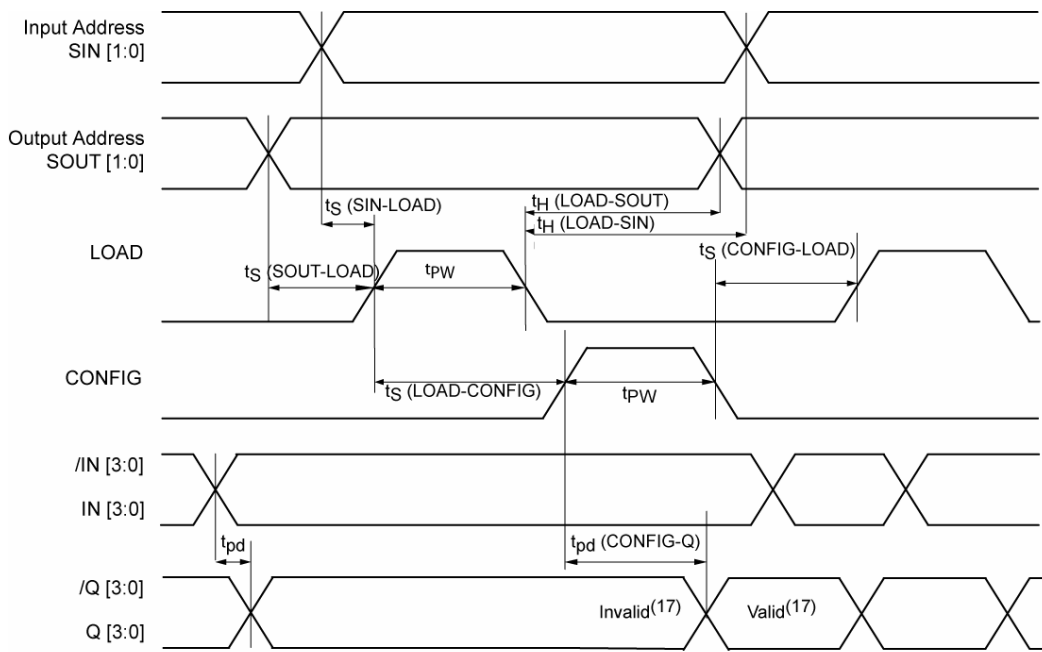 Input Address
SIN [1:0]
Output Address
SOUT [1:0]
tS (SIN-LOAD)
tH (LOAD-SOUT)
tH (LOAD-SIN)
LOAD
tS (CONFIG-LOAD)
tS (SOUT-LOAD)
tPW
CONFIG
tS (LOAD-CONFIG)
tPW
/IN [3:0]
IN [3:0]
tpd
tpd (CONFIG-Q)
/Q [3:0]
Invalid(17)
Valid(17)
Q [3:0]